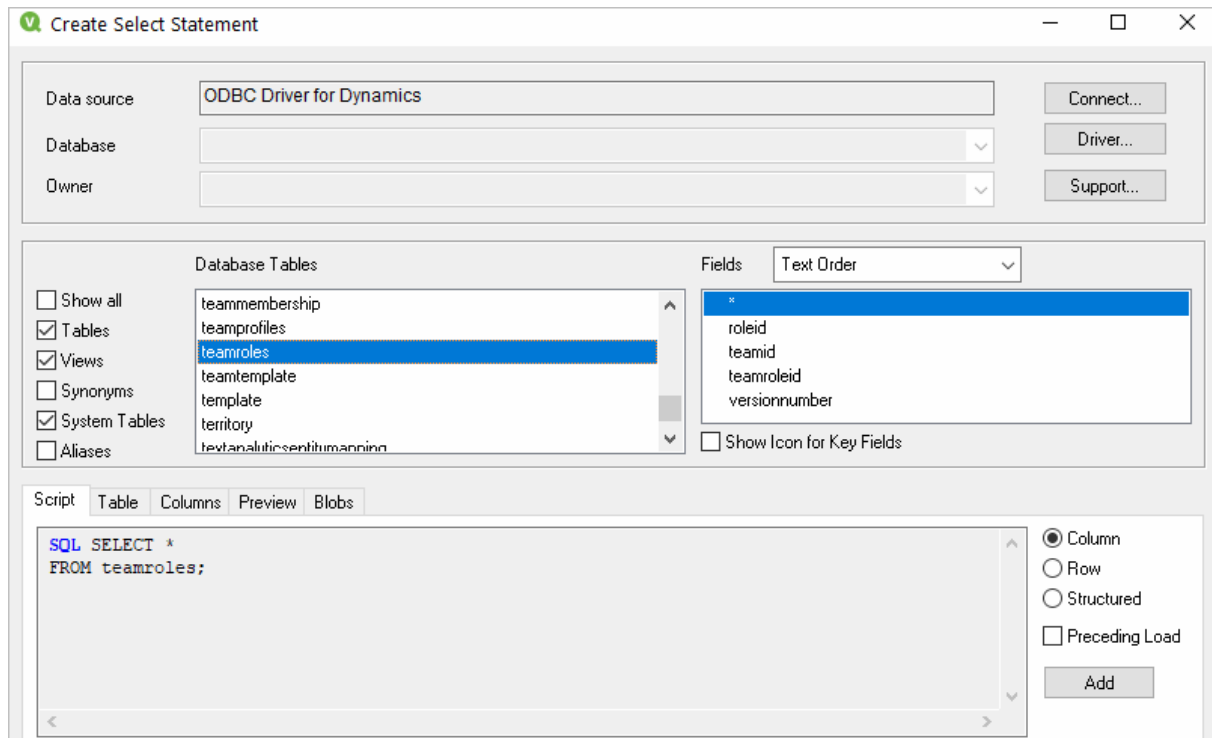 Create Select Statement
Data source
ODBC Driver for Dynamics
Connect...
Database
Driver...
Owner
Support...
Database Tables
Fields
Text Order
Show all
Tables
Views
Synonyms
System Tables
Aliases
teammembership
teamprofiles
teamroles
teamtemplate
template
territory
textanalyticsentitymapping
*
roleid
teamid
teamroleid
versionnumber
Show Icon for Key Fields
Script
Table
Columns
Preview
Blobs
SQL SELECT *
FROM teamroles;
Column
Row
Structured
Preceding Load
Add